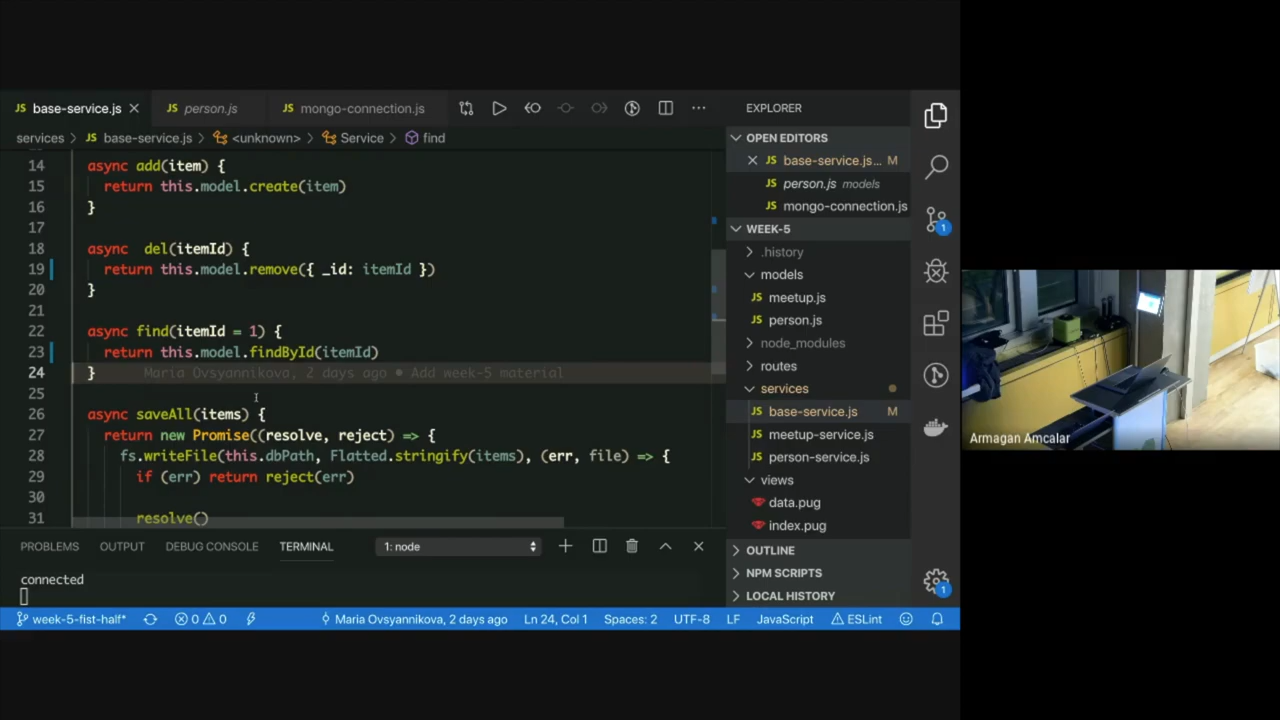 base-service.js
person.js
mongo-connection.js
services > base-service.js > <unknown> > Service > find
14 async add(item) {
15 return this.model.create(item)
16 }
17
18 async  del(itemId) {
19 return this.model.remove({ _id: itemId })
20 }
21
22 async find(itemId = 1) {
23 return this.model.findById(itemId)
24 } Maria Ovsyannikova, 2 days ago • Add week-5 material
25
26 async saveAll(items) {
27 return new Promise((resolve, reject) => {
28 fs.writeFile(this.dbPath, Flatted.stringify(items), (err, file) => {
29 if (err) return reject(err)
30
31 resolve()
PROBLEMS OUTPUT DEBUG CONSOLE TERMINAL 1: node
connected
EXPLORER
OPEN EDITORS
JS base-service.js... M
JS person.js models
JS mongo-connection.js
WEEK-5
.history
models
JS meetup.js
JS person.js
node_modules
routes
services
JS base-service.js M
JS meetup-service.js
JS person-service.js
views
data.pug
index.pug
OUTLINE
NPM SCRIPTS
LOCAL HISTORY
1
1
week-5-fist-half* 0 0 Maria Ovsyannikova, 2 days ago Ln 24, Col 1 Spaces: 2 UTF-8 LF JavaScript ESLint
Armagan Amcalar